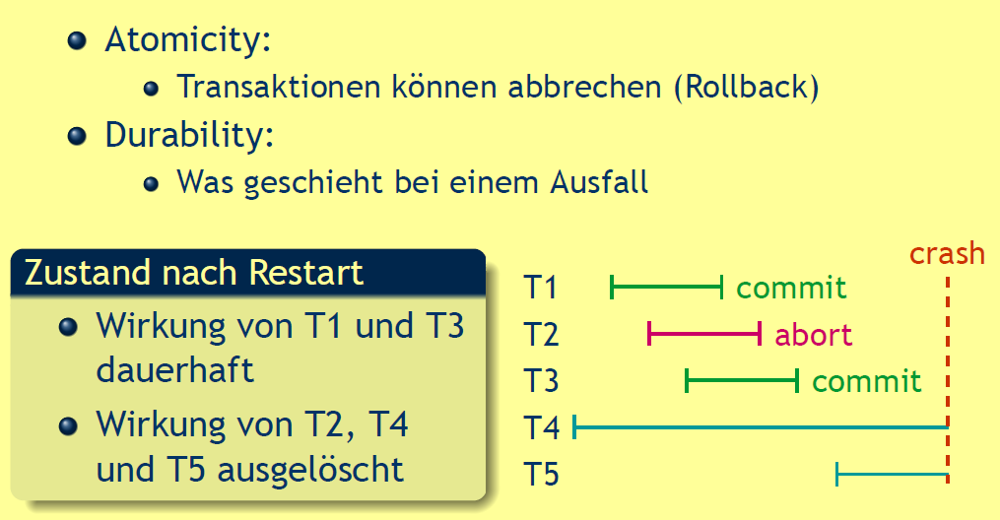 Atomicity:
Transaktionen können abbrechen (Rollback)
Durability:
Was geschieht bei einem Ausfall
Zustand nach Restart
Wirkung von T1 und T3
dauerhaft
Wirkung von T2, T4
und T5 ausgelöscht
crash
T1 commit
T2 abort
T3 commit
T4
T5